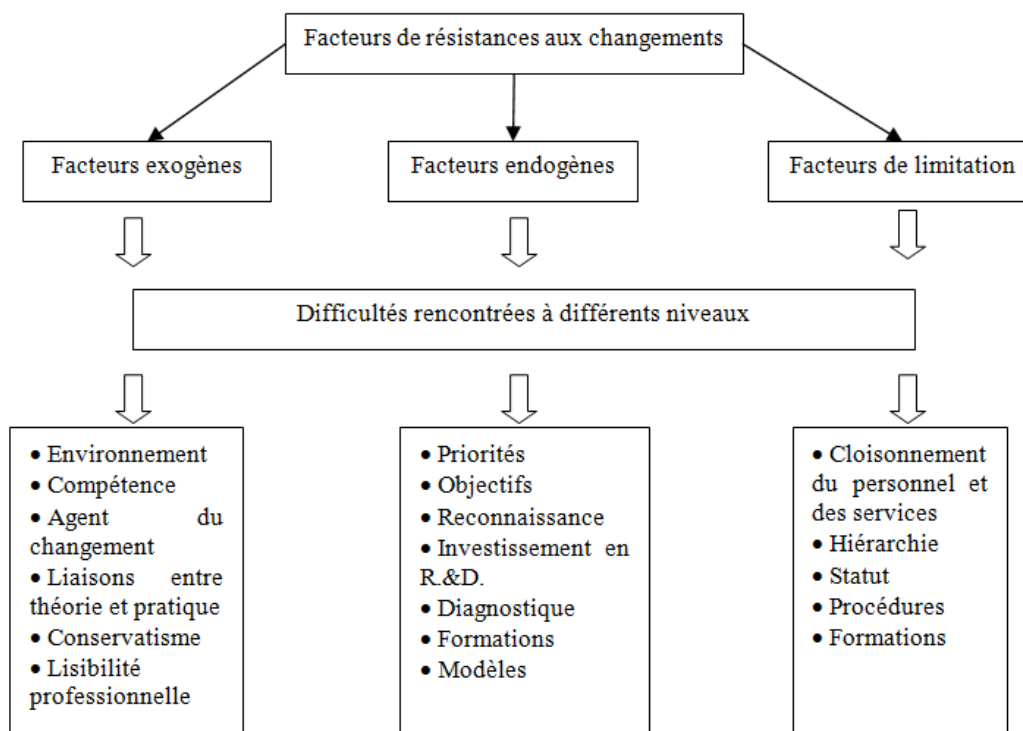 Facteurs de résistances aux changements
Facteurs exogènes
Facteurs endogènes
Facteurs de limitation
Difficultés rencontrées à différents niveaux
• Environnement
• Compétence
• Agent du
changement
• Liaisons entre
théorie et pratique
• Conservatisme
• Lisibilité
professionnelle
• Priorités
• Objectifs
• Reconnaissance
• Investissement en
R.&D.
• Diagnostique
• Formations
• Modèles
• Cloisonnement
du personnel et
des services
• Hiérarchie
• Statut
• Procédures
• Formations